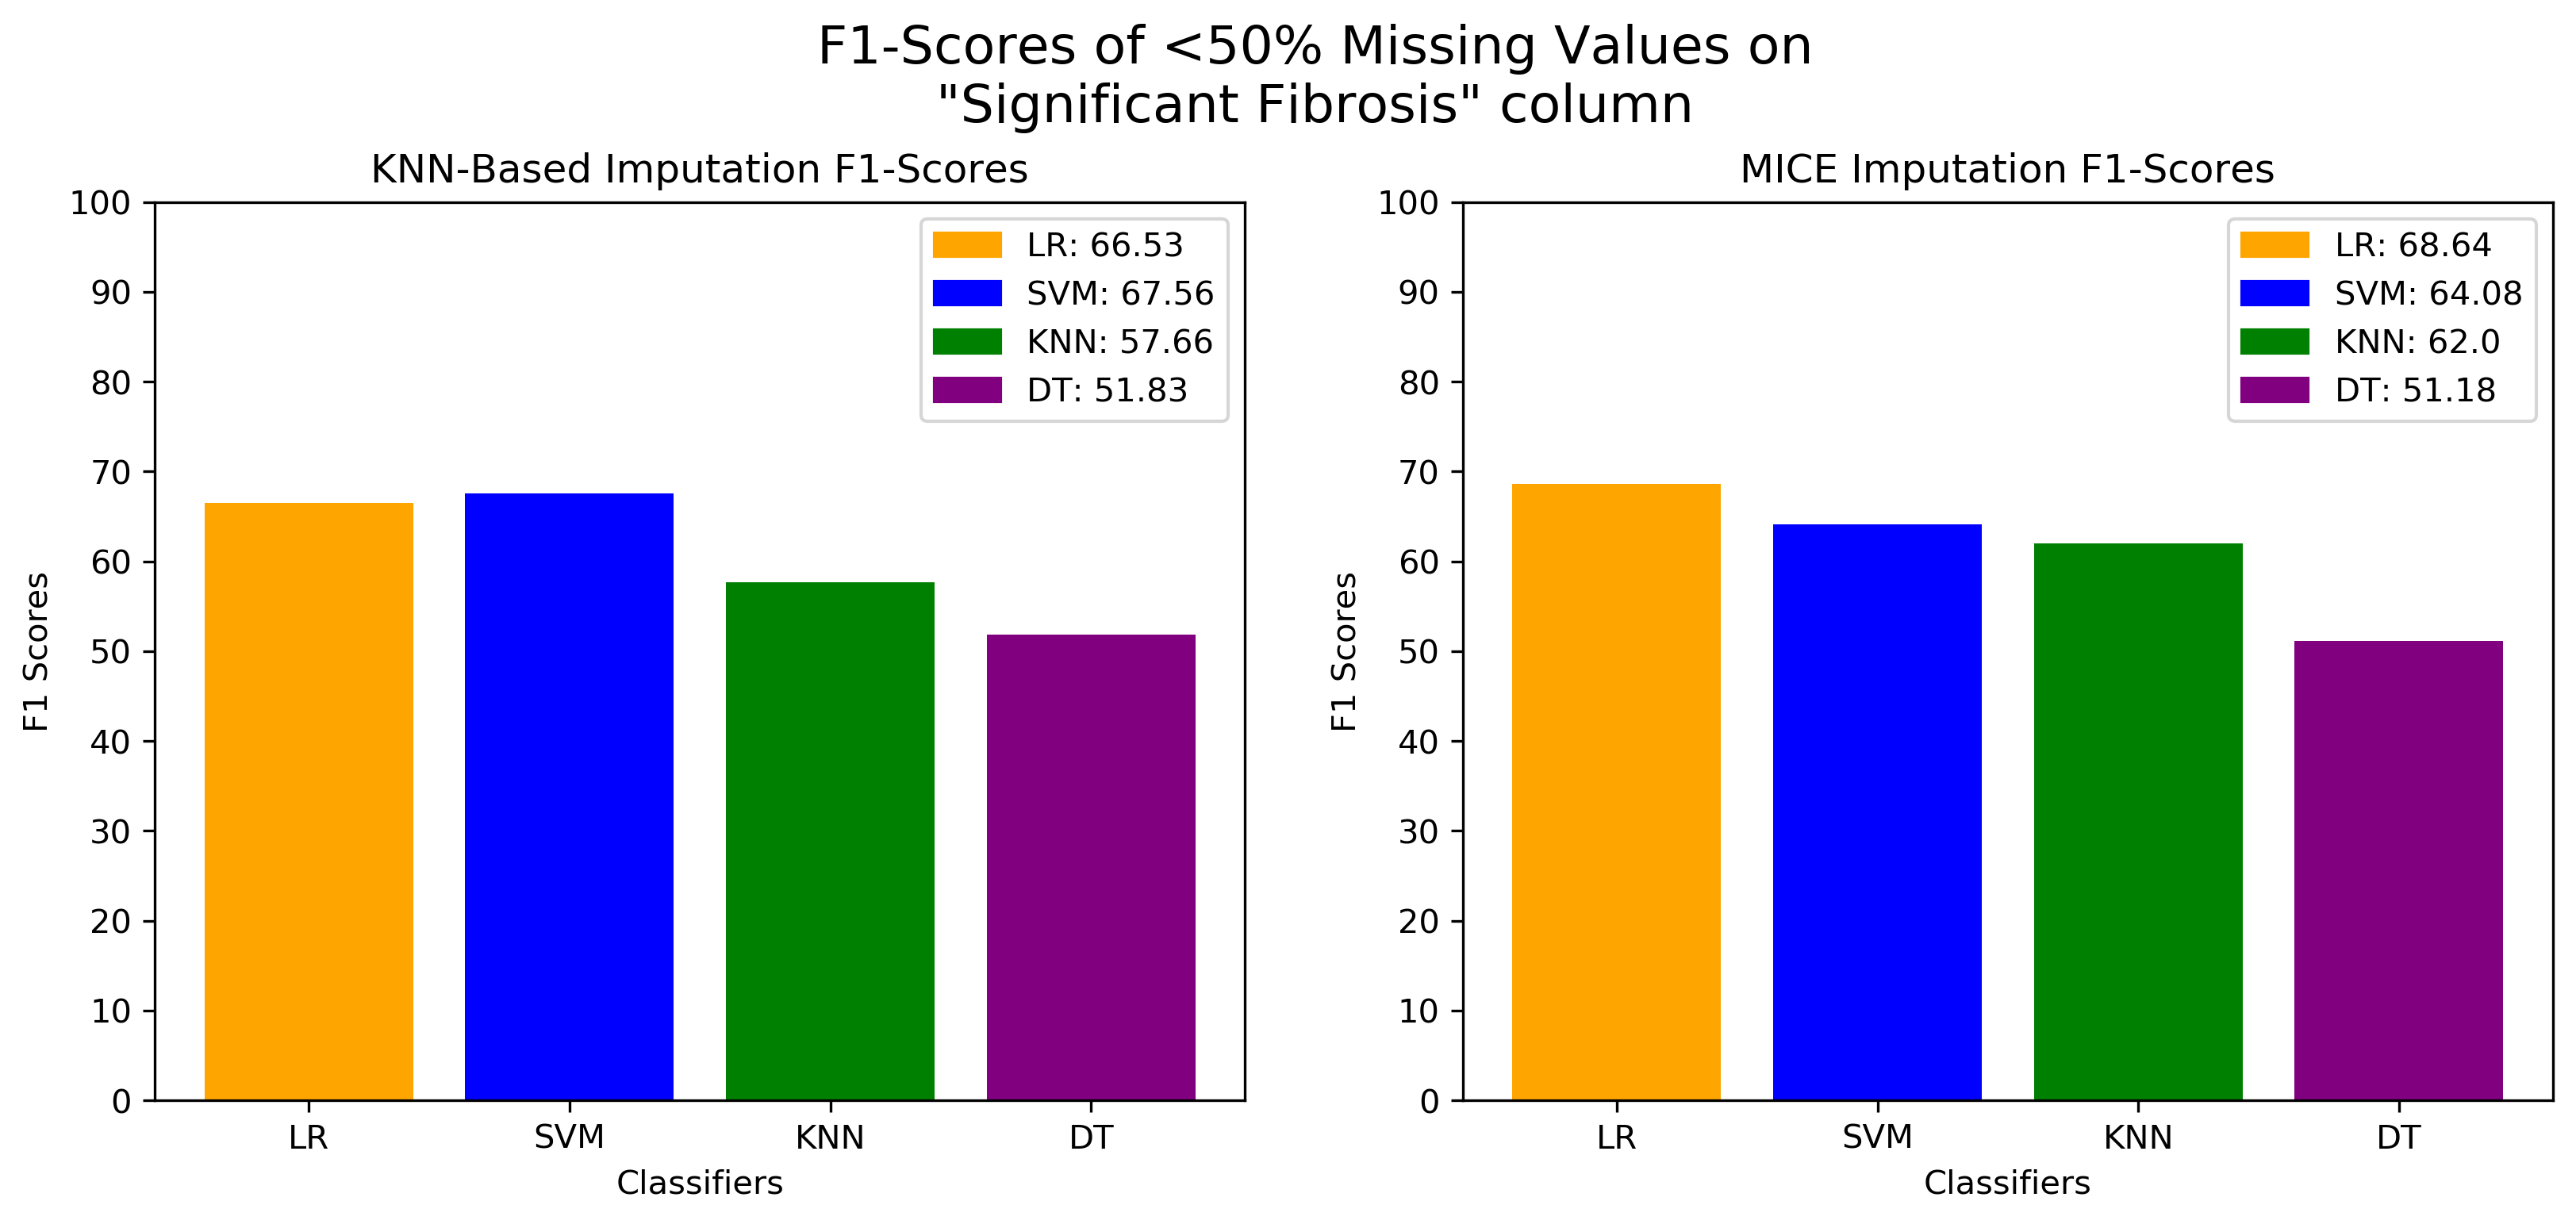 F1-Scores of <50% Missing Values on
"Significant Fibrosis" column
KNN-Based Imputation F1-Scores
100
90
80
70
60
50
40
30
20
10
0
F1 Scores
LR: 66.53
SVM: 67.56
KNN: 57.66
DT: 51.83
LR
SVM
KNN
DT
Classifiers
MICE Imputation F1-Scores
100
90
80
70
60
50
40
30
20
10
0
F1 Scores
LR: 68.64
SVM: 64.08
KNN: 62.0
DT: 51.18
LR
SVM
KNN
DT
Classifiers